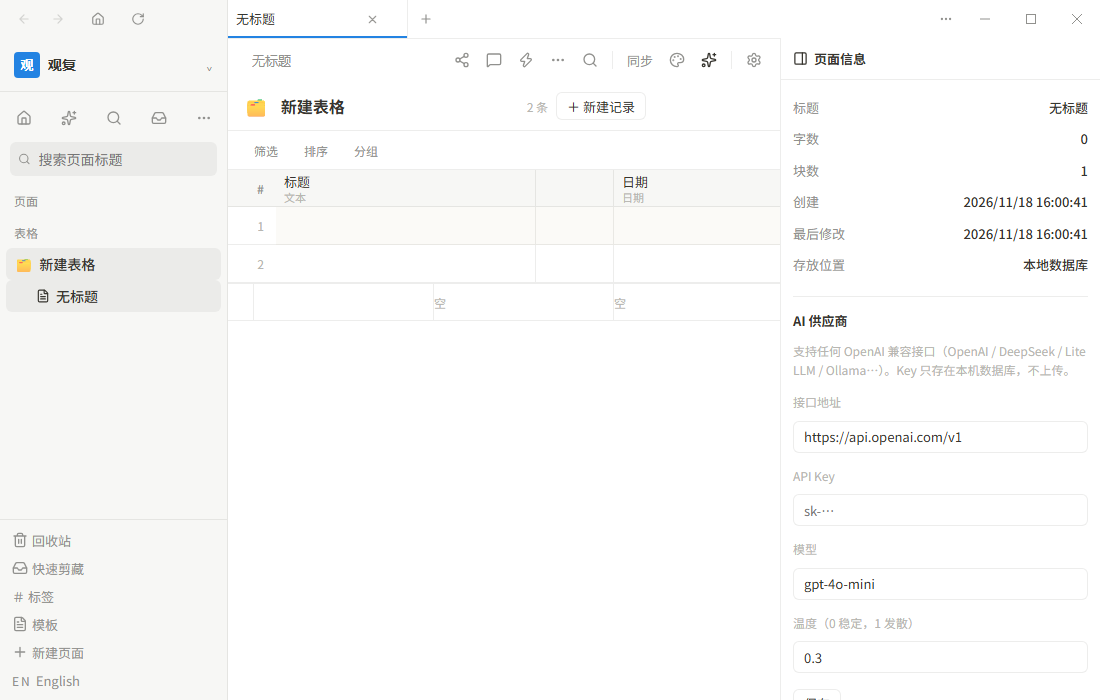 无标题
观 观复
搜索页面标题
页面
表格
新建表格
无标题
回收站
快速剪藏
# 标签
模板
新建页面
EN English
无标题
同步
新建表格
2 条
新建记录
筛选 排序 分组
# 标题 日期
文本 日期
1
2
空 空
页面信息
标题 无标题
字数 0
块数 1
创建 2026/11/18 16:00:41
最后修改 2026/11/18 16:00:41
存放位置 本地数据库
AI 供应商
支持任何 OpenAI 兼容接口（OpenAI / DeepSeek / Lite
LLM / Ollama…）。Key 只存在本机数据库，不上传。
接口地址
https://api.openai.com/v1
API Key
sk-…
模型
gpt-4o-mini
温度（0 稳定，1 发散）
0.3